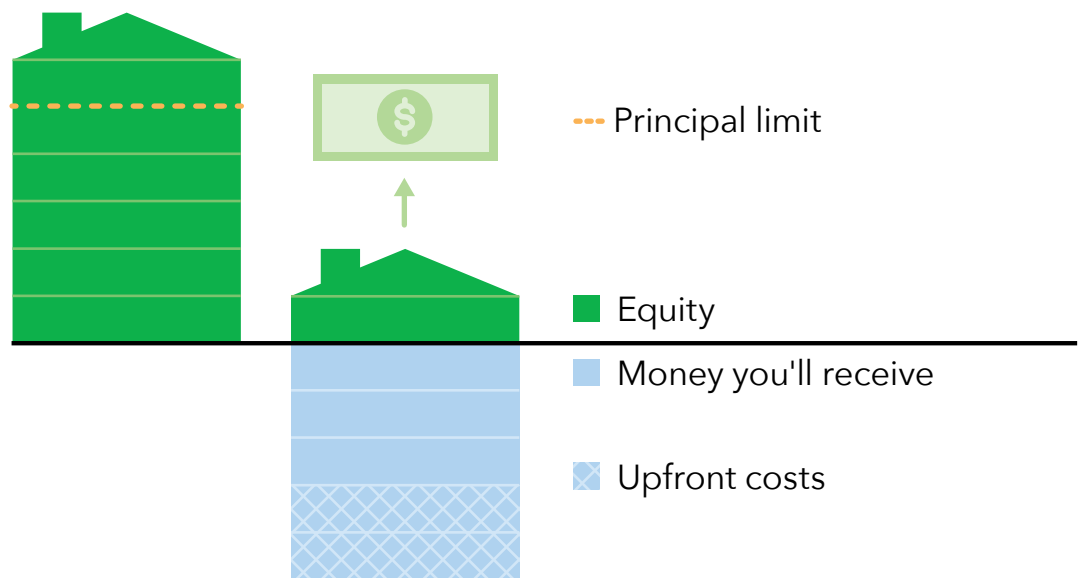 $
Principal limit
Equity
Money you'll receive
Upfront costs